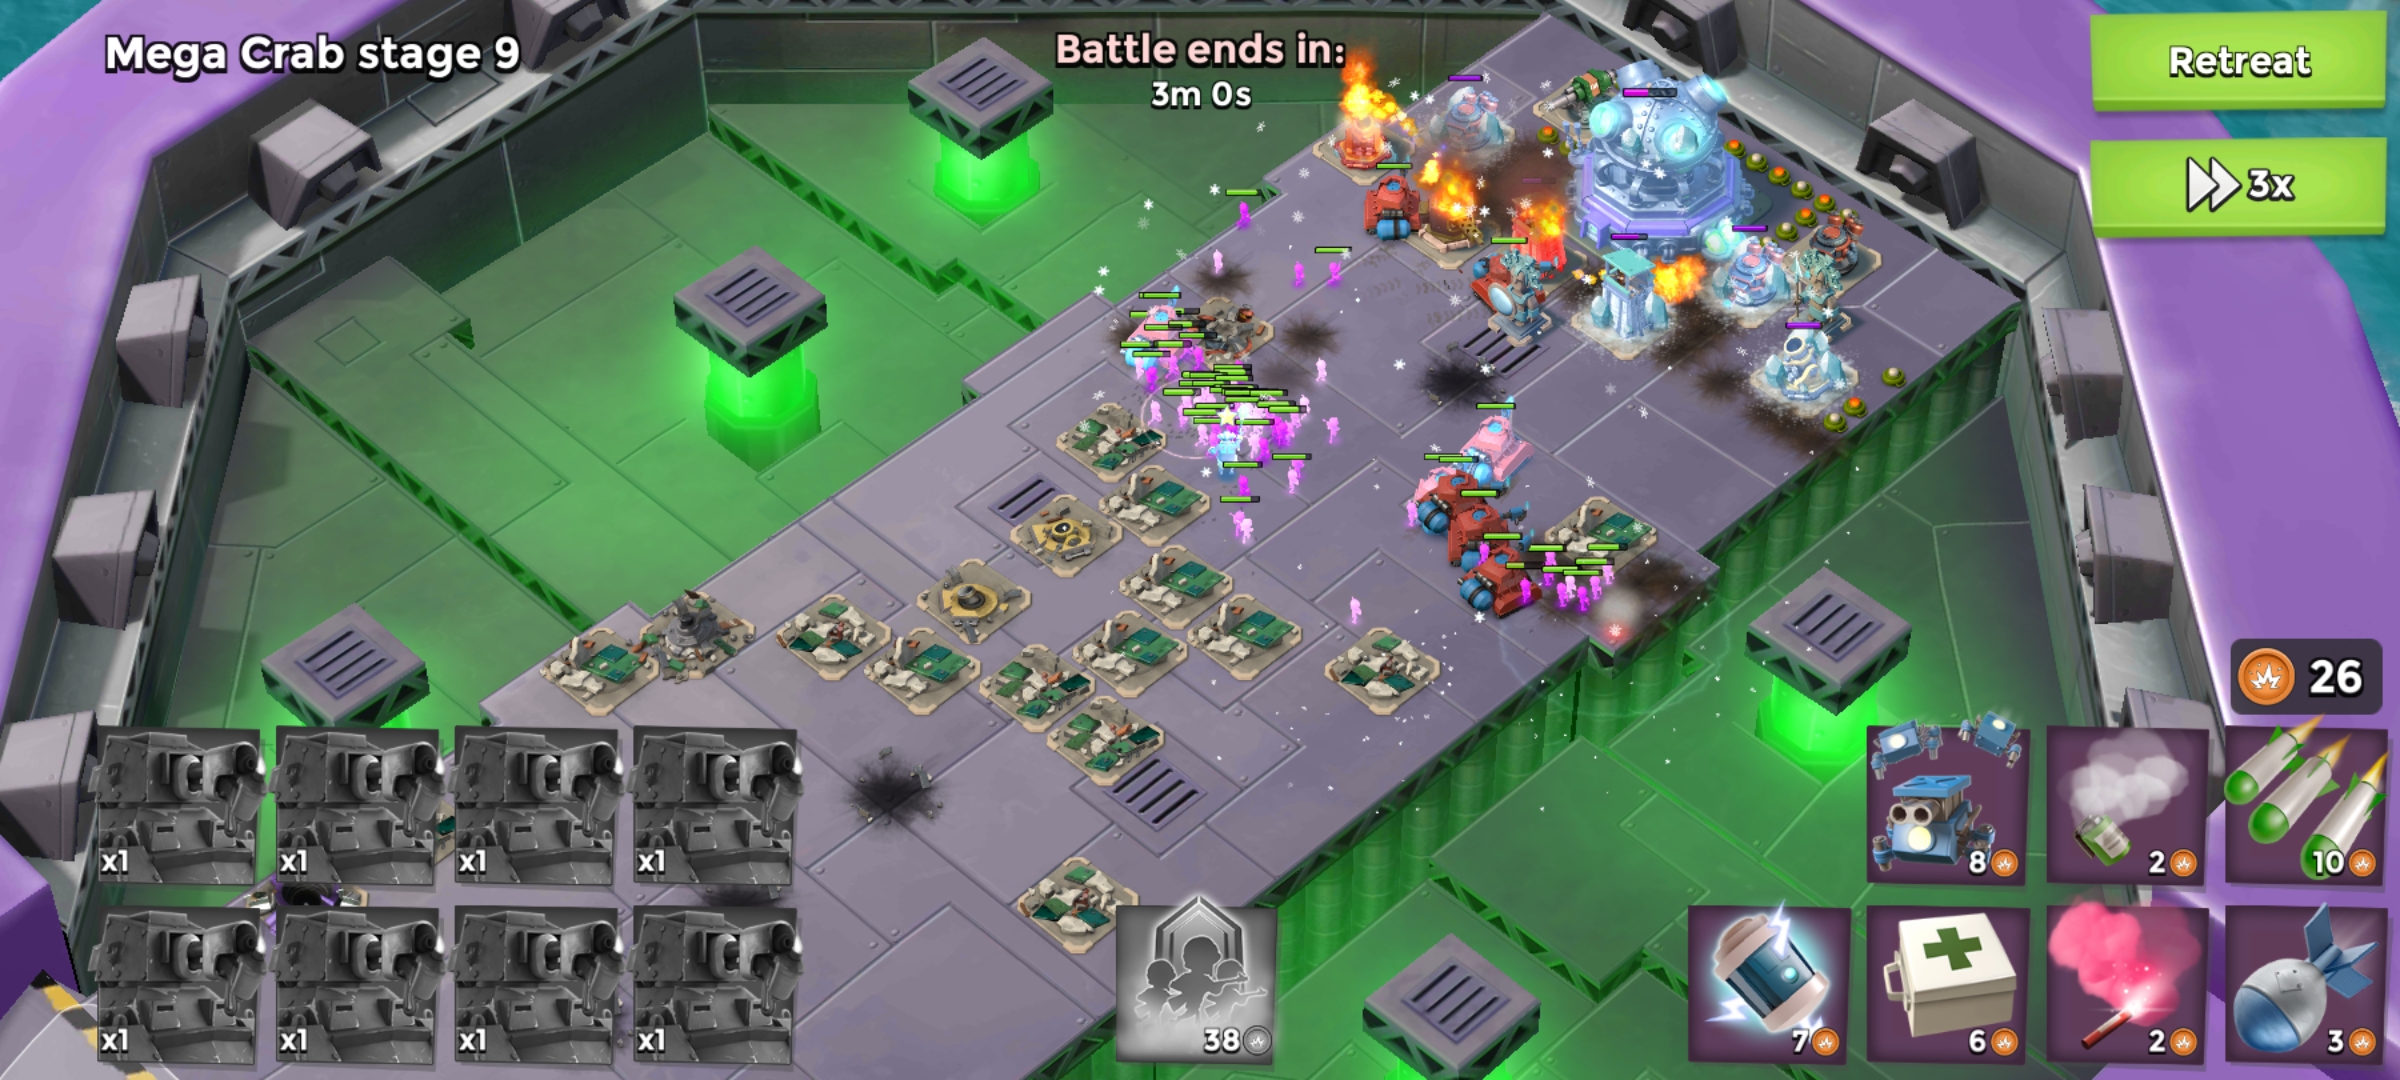 Mega Crab stage 9
Battle ends in:
3m 0s
Retreat
3x
26
x1 x1 x1 x1
8 2 10
x1 x1 x1 x1
38 7 6 2 3